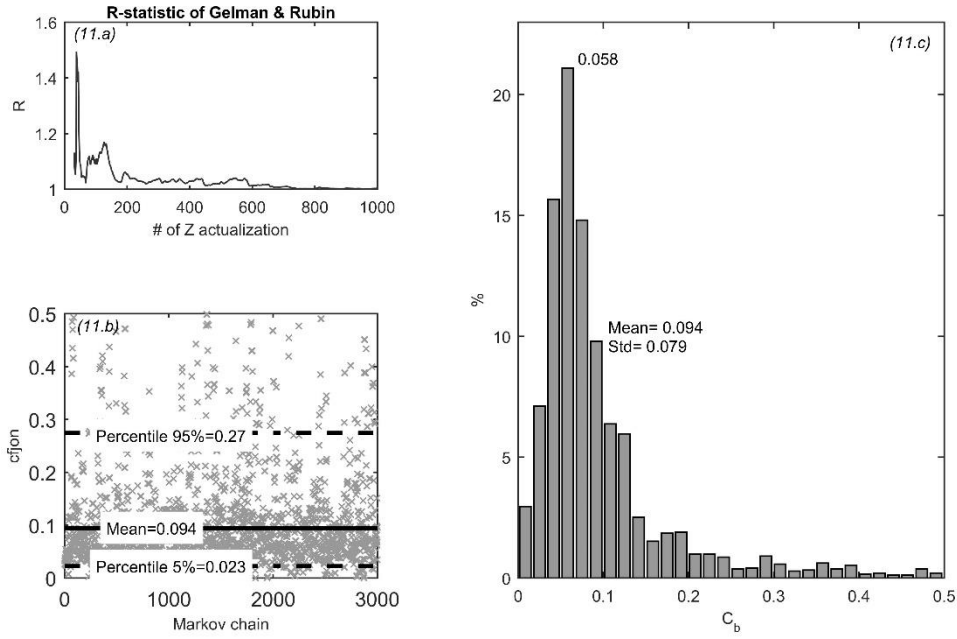 R-statistic of Gelman & Rubin
(11.a)
1.6
1.4
1.2
1
R
0 200 400 600 800 1000
# of Z actualization
(11.b)
0.5
0.4
0.3
0.2
0.1
0
cfjon
Percentile 95%=0.27
Mean=0.094
Percentile 5%=0.023
0 1000 2000 3000
Markov chain
(11.c)
0.058
20
15
10
5
0
%
Mean= 0.094
Std= 0.079
0 0.1 0.2 0.3 0.4 0.5
C_b